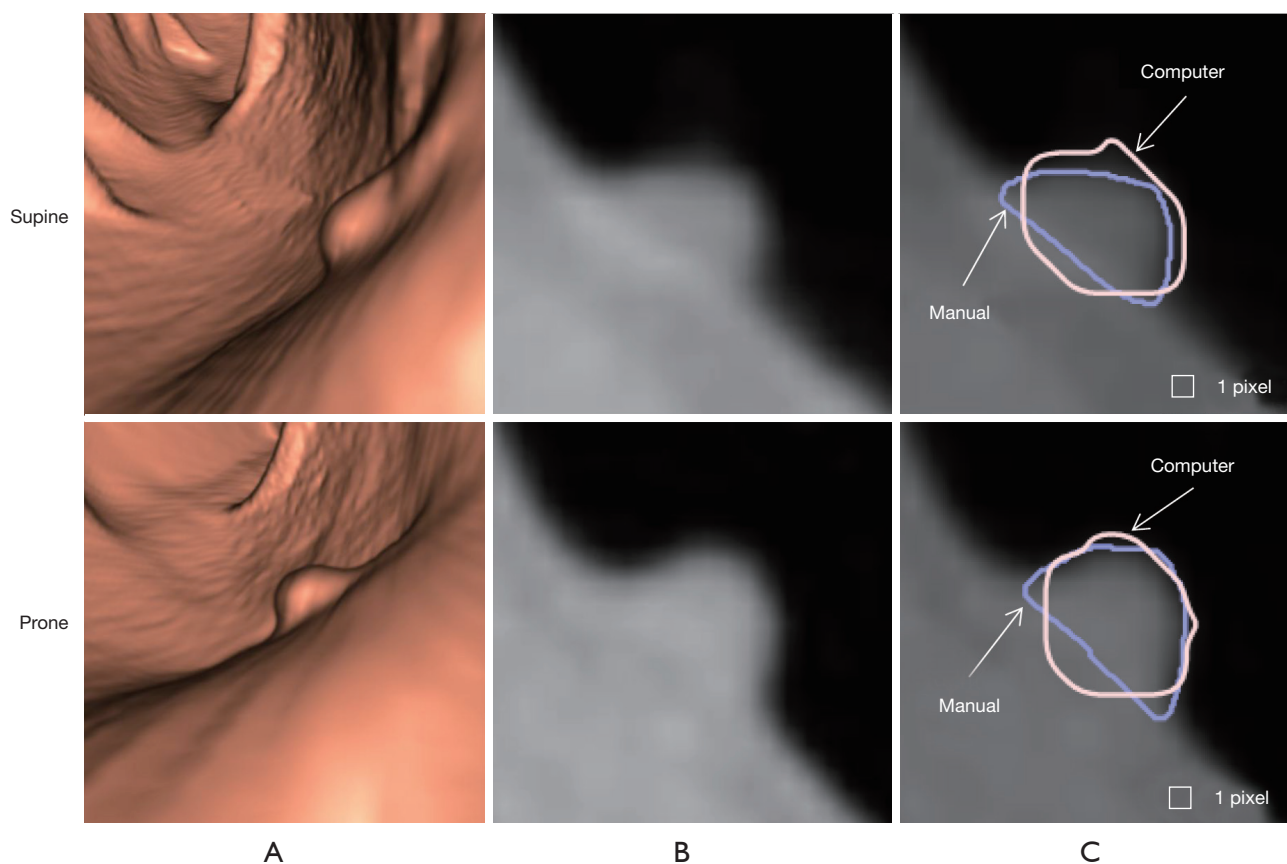 Supine
Computer
Manual
1 pixel
Prone
Computer
Manual
1 pixel
A
B
C